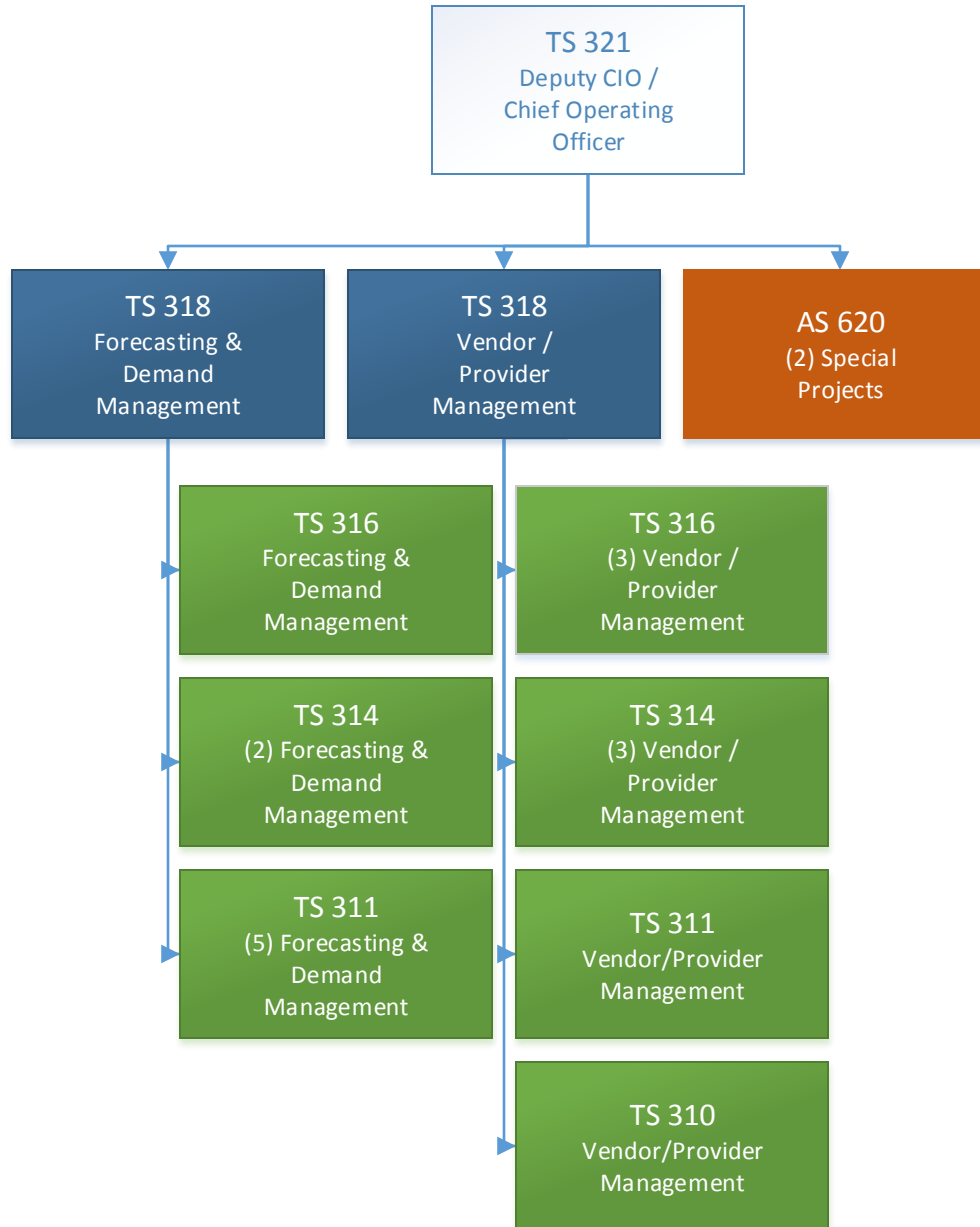 TS 321
Deputy CIO /
Chief Operating
Officer
TS 318
Forecasting &
Demand
Management
TS 318
Vendor /
Provider
Management
AS 620
(2) Special
Projects
TS 316
Forecasting &
Demand
Management
TS 316
(3) Vendor /
Provider
Management
TS 314
(2) Forecasting &
Demand
Management
TS 314
(3) Vendor /
Provider
Management
TS 311
(5) Forecasting &
Demand
Management
TS 311
Vendor/Provider
Management
TS 310
Vendor/Provider
Management